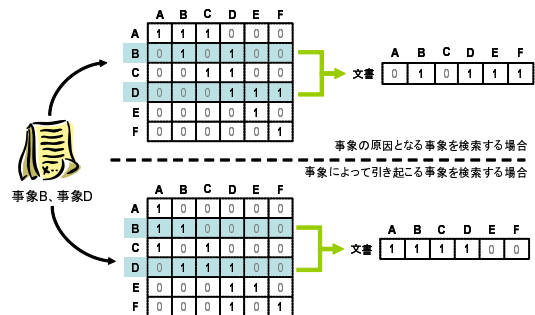 A B C D E F
A 1 1 1 0 0 0
B 0 1 0 1 0 0
C 0 0 1 1 0 0
D 0 0 0 1 1 1
E 0 0 0 0 1 0
F 0 0 0 0 0 1
A B C D E F
文書 0 1 0 1 1 1
事象の原因となる事象を検索する場合
事象によって引き起こる事象を検索する場合
事象B、事象D
A B C D E F
A 1 0 0 0 0 0
B 1 1 0 0 0 0
C 1 0 1 0 0 0
D 0 1 1 1 0 0
E 0 0 0 1 1 0
F 0 0 0 1 0 1
A B C D E F
文書 1 1 1 1 0 0